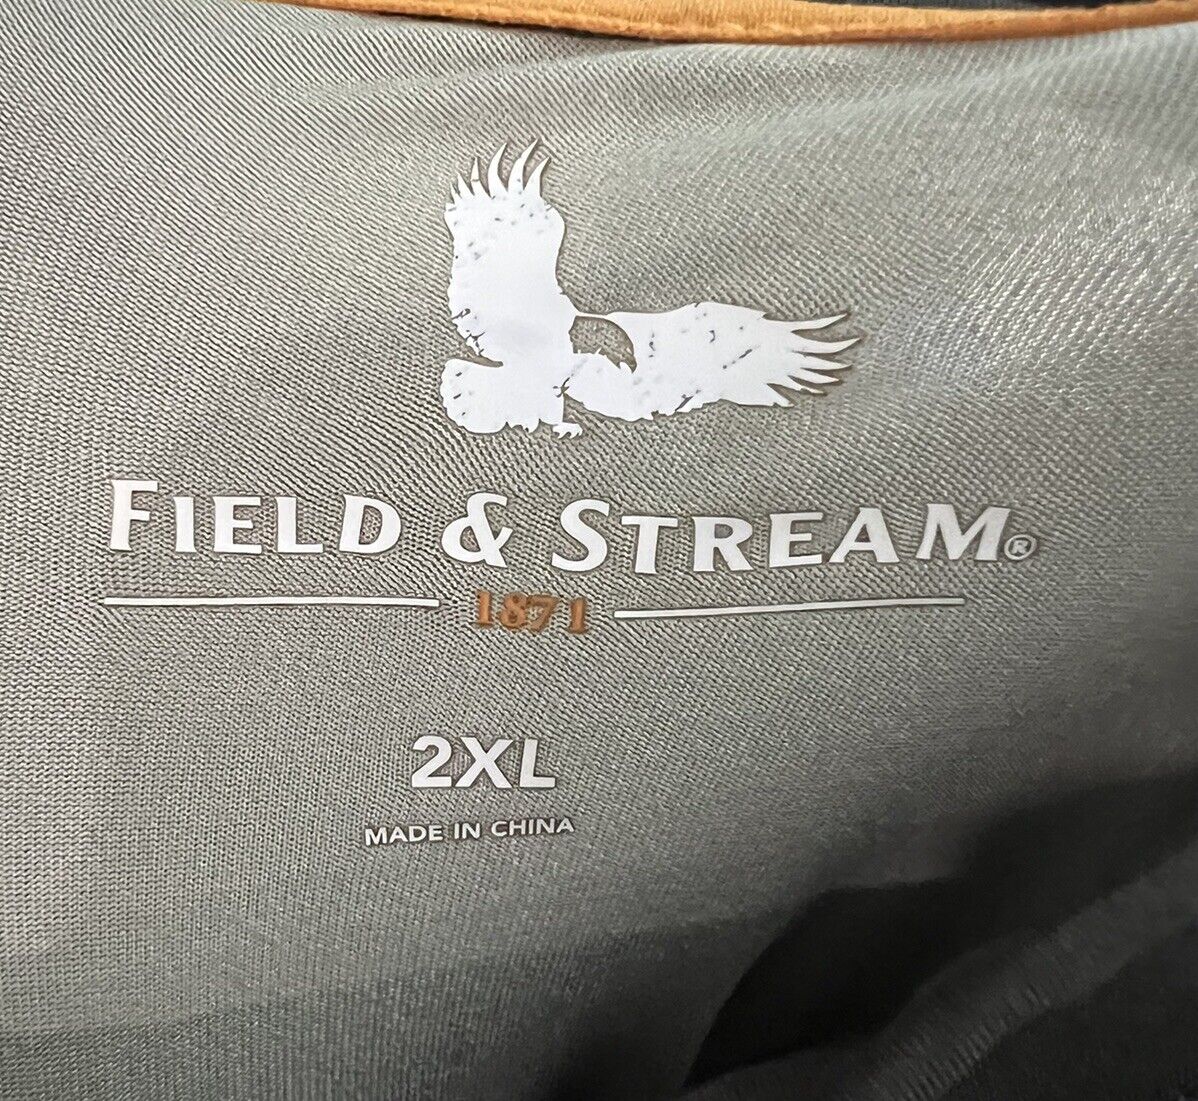 FIELD & STREAM®
1871
2XL
MADE IN CHINA